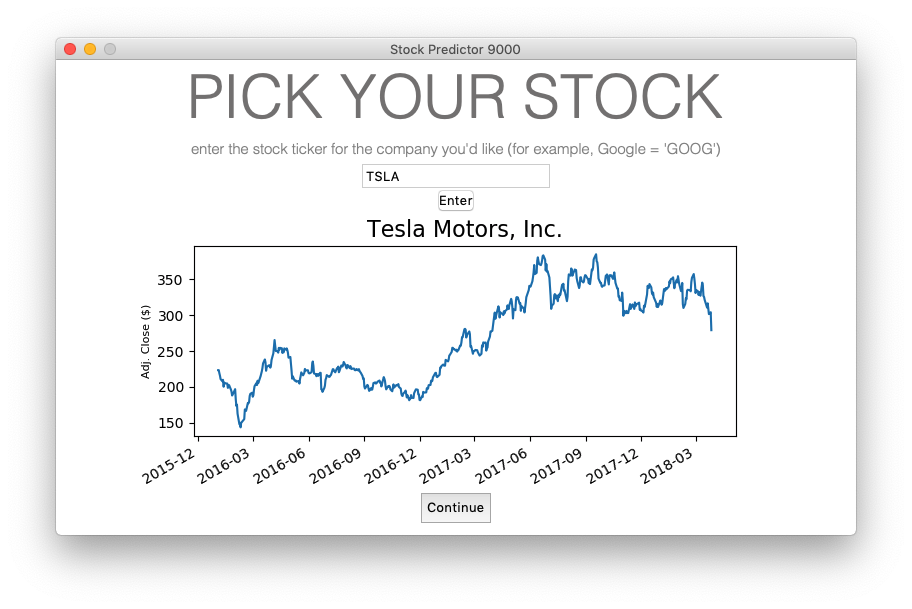 Stock Predictor 9000
PICK YOUR STOCK
enter the stock ticker for the company you'd like (for example, Google = 'GOOG')
TSLA
Enter
Tesla Motors, Inc.
Adj. Close ($)
350
300
250
200
150
2015-12
2016-03
2016-06
2016-09
2016-12
2017-03
2017-06
2017-09
2017-12
2018-03
Continue